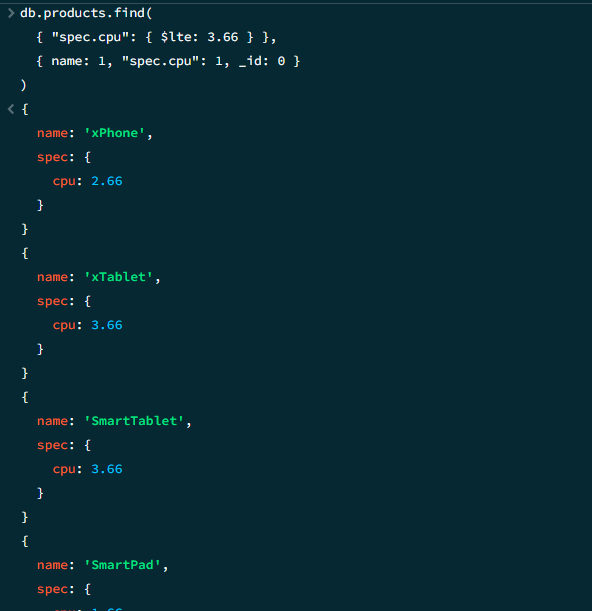 > db.products.find(
{ "spec.cpu": { $lte: 3.66 } },
{ name: 1, "spec.cpu": 1, _id: 0 }
)
< {
name: 'xPhone',
spec: {
cpu: 2.66
}
}
{
name: 'xTablet',
spec: {
cpu: 3.66
}
}
{
name: 'SmartTablet',
spec: {
cpu: 3.66
}
}
{
name: 'SmartPad',
spec: {